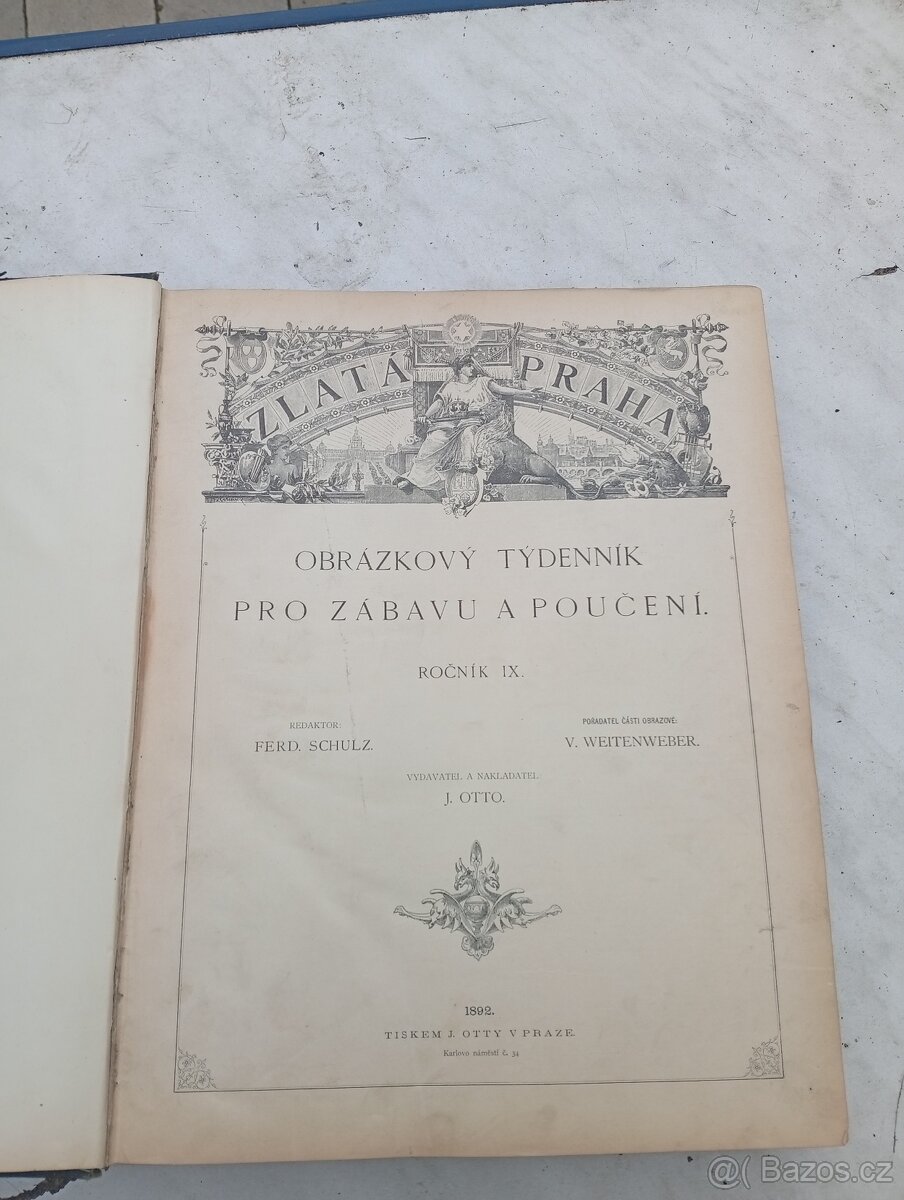 ZLATÁ PRAHA
OBRÁZKOVÝ TÝDENNÍK
PRO ZÁBAVU A POUČENÍ.
ROČNÍK IX.
REDAKTOR:
FERD. SCHULZ.
POŘADATEL ČÁSTI OBRAZOVÉ:
V. WEITENWEBER.
VYDAVATEL A NAKLADATEL
J. OTTO.
1892.
TISKEM J. OTTY V PRAZE.
Karlovo náměstí č. 34
Bazos.cz